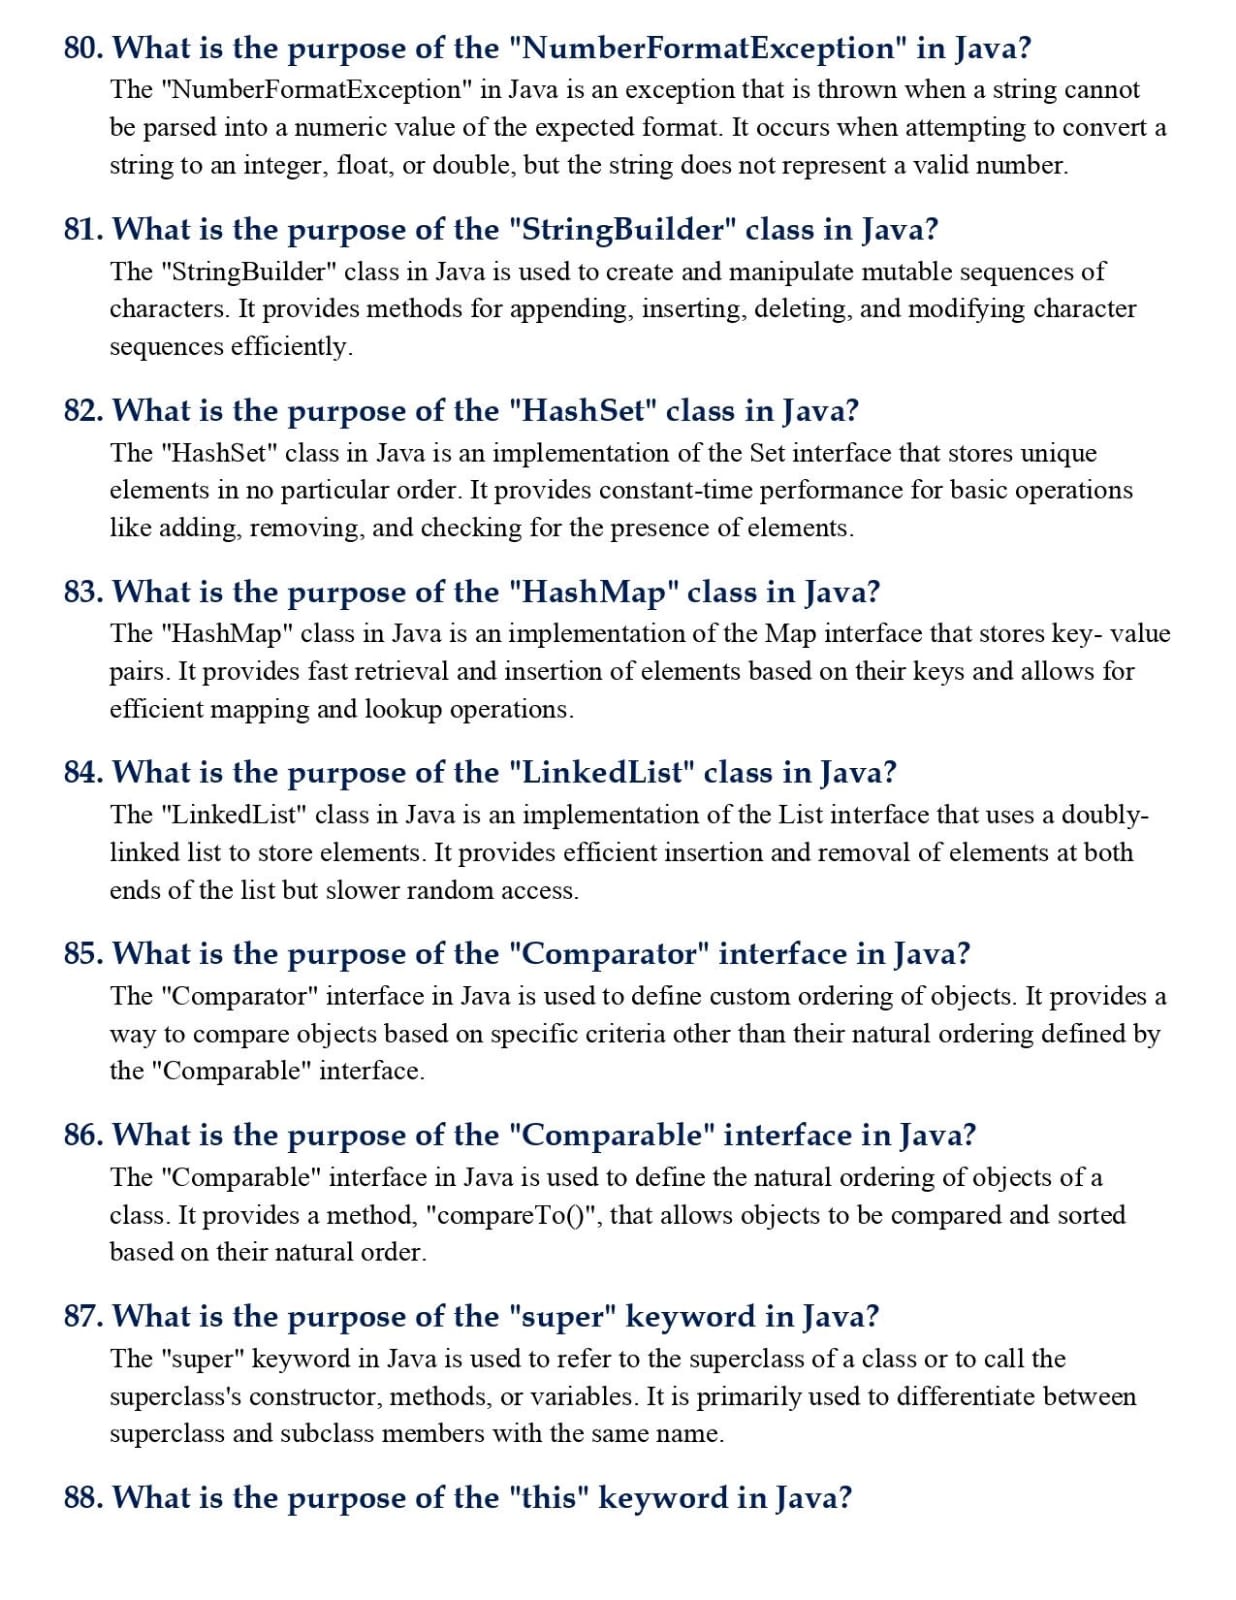 80. What is the purpose of the "NumberFormatException" in Java?
The "NumberFormatException" in Java is an exception that is thrown when a string cannot
be parsed into a numeric value of the expected format. It occurs when attempting to convert a
string to an integer, float, or double, but the string does not represent a valid number.
81. What is the purpose of the "StringBuilder" class in Java?
The "StringBuilder" class in Java is used to create and manipulate mutable sequences of
characters. It provides methods for appending, inserting, deleting, and modifying character
sequences efficiently.
82. What is the purpose of the "HashSet" class in Java?
The "HashSet" class in Java is an implementation of the Set interface that stores unique
elements in no particular order. It provides constant-time performance for basic operations
like adding, removing, and checking for the presence of elements.
83. What is the purpose of the "HashMap" class in Java?
The "HashMap" class in Java is an implementation of the Map interface that stores key- value
pairs. It provides fast retrieval and insertion of elements based on their keys and allows for
efficient mapping and lookup operations.
84. What is the purpose of the "LinkedList" class in Java?
The "LinkedList" class in Java is an implementation of the List interface that uses a doubly-
linked list to store elements. It provides efficient insertion and removal of elements at both
ends of the list but slower random access.
85. What is the purpose of the "Comparator" interface in Java?
The "Comparator" interface in Java is used to define custom ordering of objects. It provides a
way to compare objects based on specific criteria other than their natural ordering defined by
the "Comparable" interface.
86. What is the purpose of the "Comparable" interface in Java?
The "Comparable" interface in Java is used to define the natural ordering of objects of a
class. It provides a method, "compareTo()", that allows objects to be compared and sorted
based on their natural order.
87. What is the purpose of the "super" keyword in Java?
The "super" keyword in Java is used to refer to the superclass of a class or to call the
superclass's constructor, methods, or variables. It is primarily used to differentiate between
superclass and subclass members with the same name.
88. What is the purpose of the "this" keyword in Java?